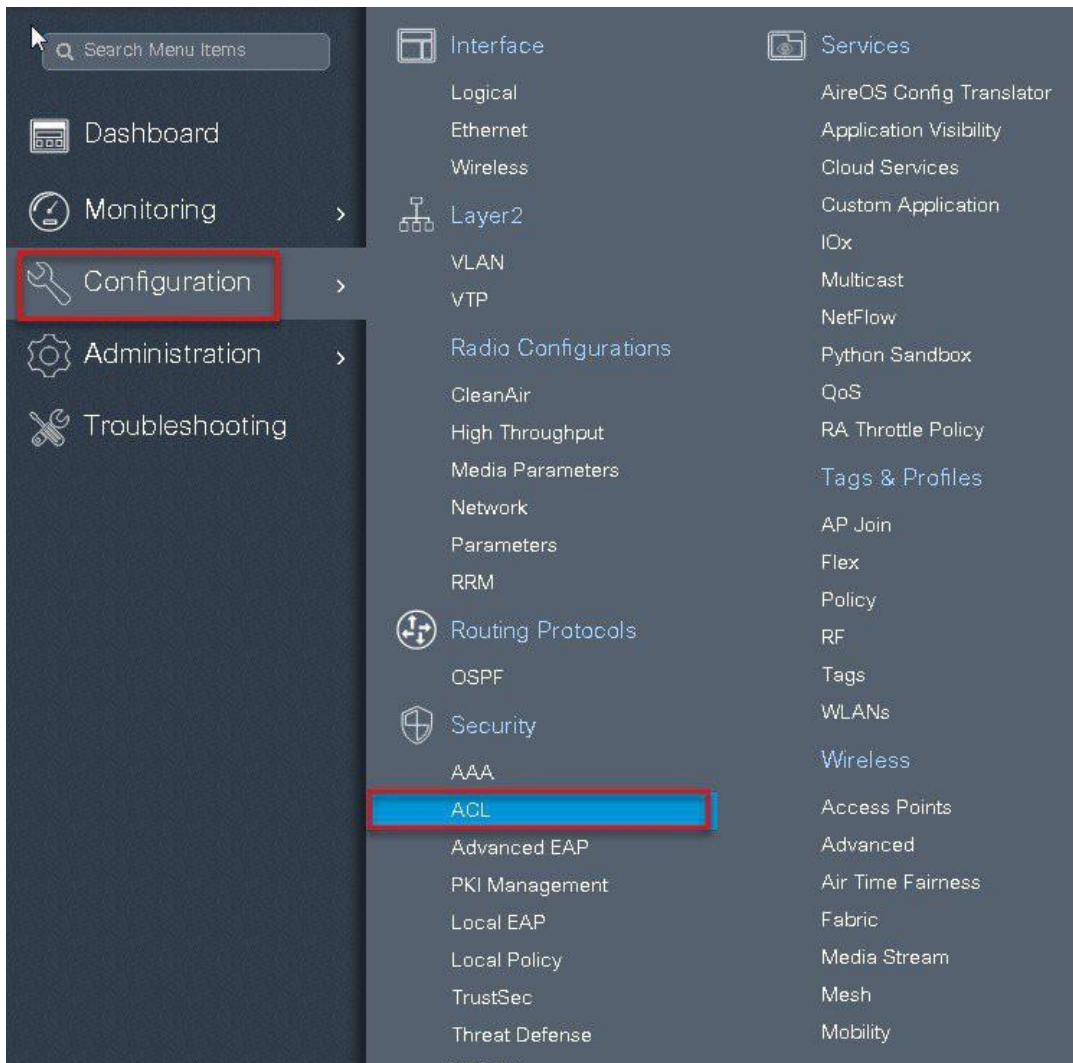 Search Menu Items
Dashboard
Monitoring
Configuration
Administration
Troubleshooting
Interface
Logical
Ethernet
Wireless
Layer2
VLAN
VTP
Radio Configurations
CleanAir
High Throughput
Media Parameters
Network
Parameters
RRM
Routing Protocols
OSPF
Security
AAA
ACL
Advanced EAP
PKI Management
Local EAP
Local Policy
TrustSec
Threat Defense
Services
AireOS Config Translator
Application Visibility
Cloud Services
Custom Application
IOx
Multicast
NetFlow
Python Sandbox
QoS
RA Throttle Policy
Tags & Profiles
AP Join
Flex
Policy
RF
Tags
WLANs
Wireless
Access Points
Advanced
Air Time Fairness
Fabric
Media Stream
Mesh
Mobility